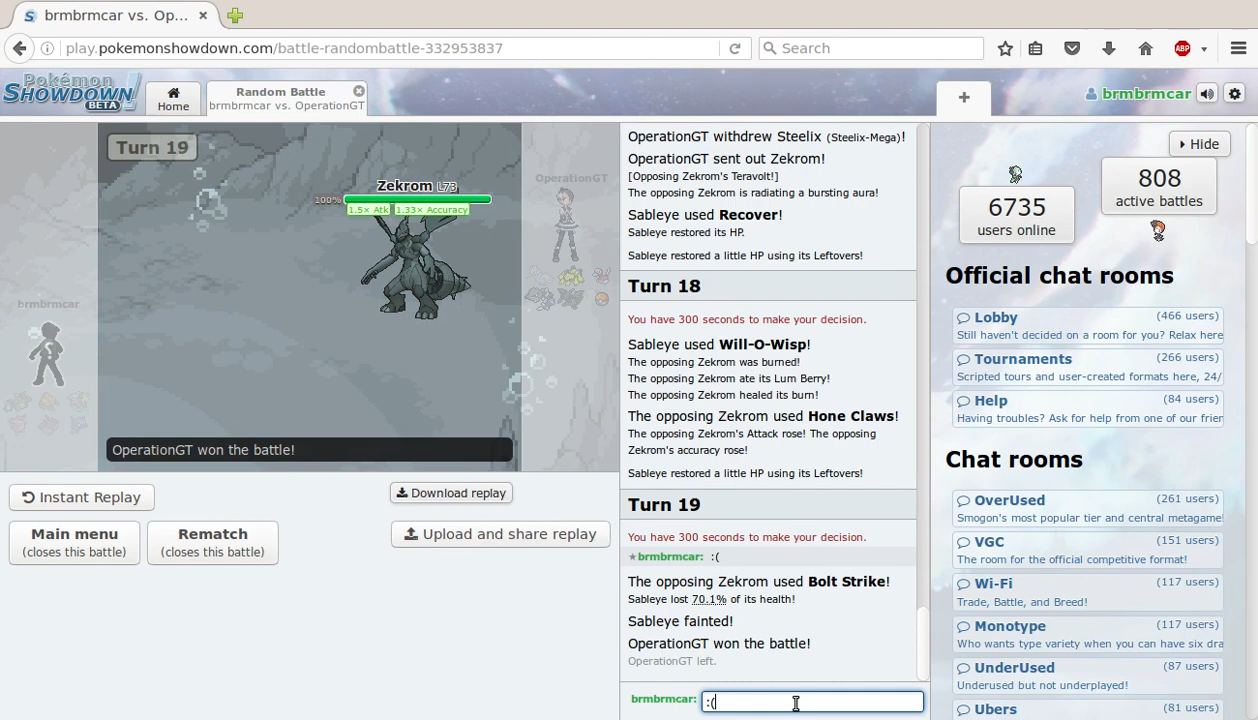 brmbrmcar vs. Op...
play.pokemonshowdown.com/battle-randombattle-332953837
Search
ABP
Pokémon
SHOWDOWN!
BETA
Home
Random Battle
brmbrmcar vs. OperationGT
+
brmbrmcar
Turn 19
Zekrom L73
100%
1.5× Atk 1.33× Accuracy
OperationGT
brmbrmcar
OperationGT won the battle!
Instant Replay
Download replay
Main menu
(closes this battle)
Rematch
(closes this battle)
Upload and share replay
OperationGT withdrew Steelix (Steelix-Mega)!
OperationGT sent out Zekrom!
[Opposing Zekrom's Teravolt!]
The opposing Zekrom is radiating a bursting aura!
Sableye used Recover!
Sableye restored its HP.
Sableye restored a little HP using its Leftovers!
Turn 18
You have 300 seconds to make your decision.
Sableye used Will-O-Wisp!
The opposing Zekrom was burned!
The opposing Zekrom ate its Lum Berry!
The opposing Zekrom healed its burn!
The opposing Zekrom used Hone Claws!
The opposing Zekrom's Attack rose! The opposing
Zekrom's accuracy rose!
Sableye restored a little HP using its Leftovers!
Turn 19
You have 300 seconds to make your decision.
★brmbrmcar: :(
The opposing Zekrom used Bolt Strike!
Sableye lost 70.1% of its health!
Sableye fainted!
OperationGT won the battle!
OperationGT left.
brmbrmcar: :(
Hide
6735
users online
808
active battles
Official chat rooms
Lobby (466 users)
Still haven't decided on a room for you? Relax here
Tournaments (266 users)
Scripted tours and user-created formats here, 24/
Help (84 users)
Having troubles? Ask for help from one of our frier
Chat rooms
OverUsed (261 users)
Smogon's most popular tier and central metagame
VGC (151 users)
The room for the official competitive format!
Wi-Fi (117 users)
Trade, Battle, and Breed!
Monotype (117 users)
Who wants type variety when you can have six dra
UnderUsed (87 users)
Underused but not underplayed!
Ubers (81 users)